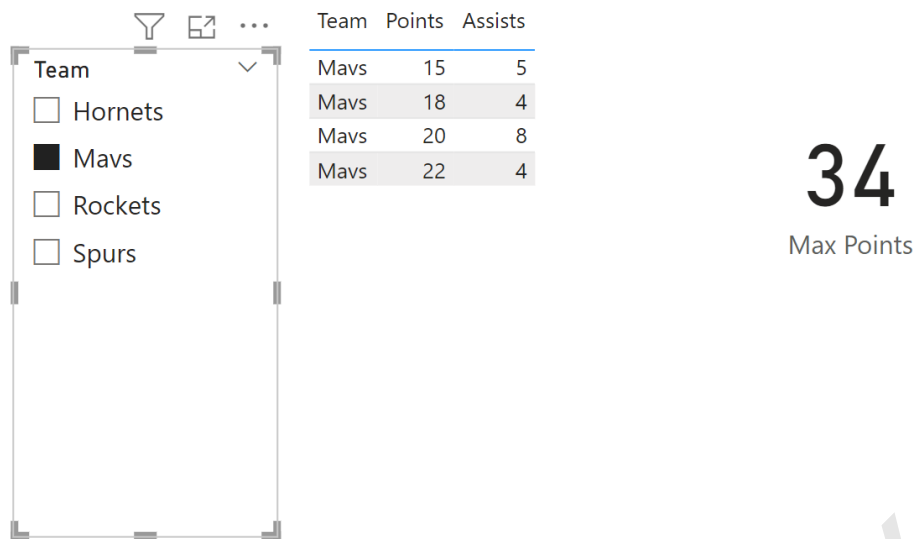 Team
Hornets
Mavs
Rockets
Spurs
Team Points Assists
Mavs 15 5
Mavs 18 4
Mavs 20 8
Mavs 22 4
34
Max Points